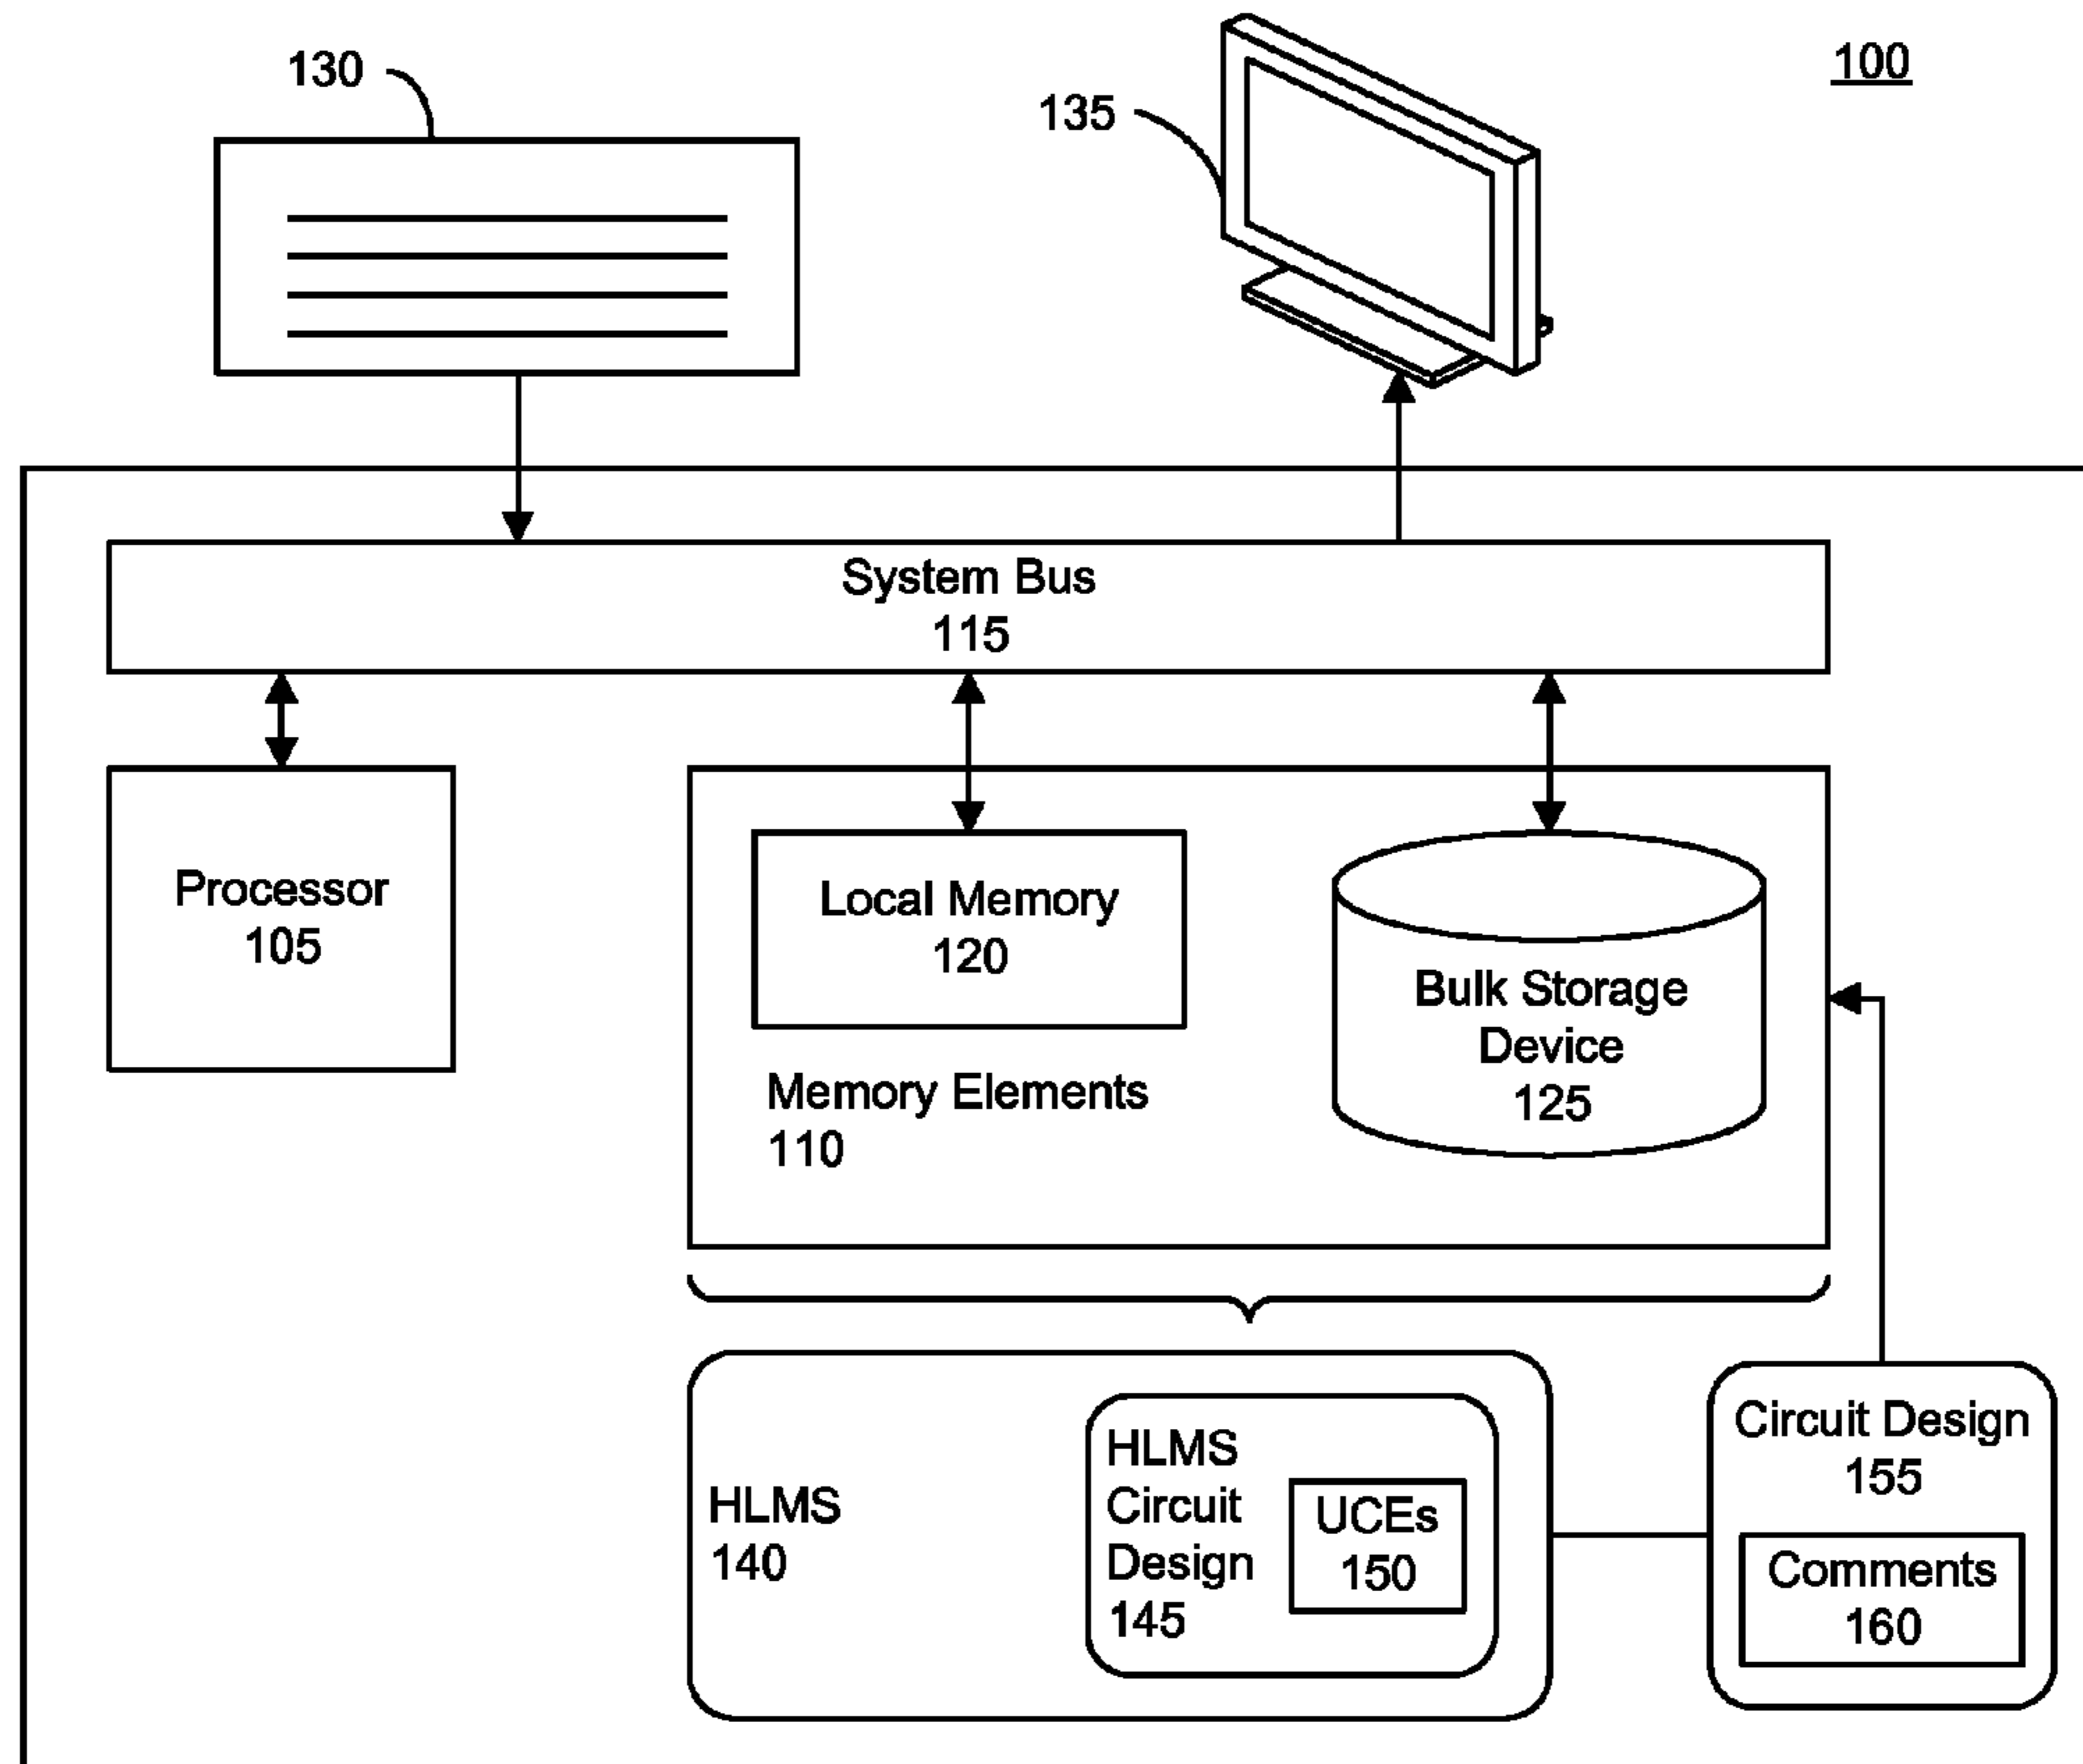 130
135
100
System Bus
115
Processor
105
Local Memory
120
Memory Elements
110
Bulk Storage
Device
125
HLMS
140
HLMS
Circuit
Design
145
UCEs
150
Circuit Design
155
Comments
160